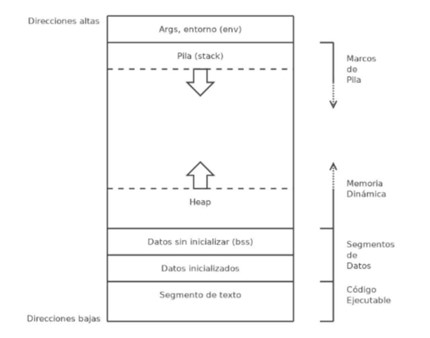 Direcciones altas
Args, entorno (env)
Pila (stack)
Marcos
de
Pila
Memoria
Dinámica
Heap
Datos sin inicializar (bss)
Segmentos
de
Datos
Datos inicializados
Segmento de texto
Código
Ejecutable
Direcciones bajas